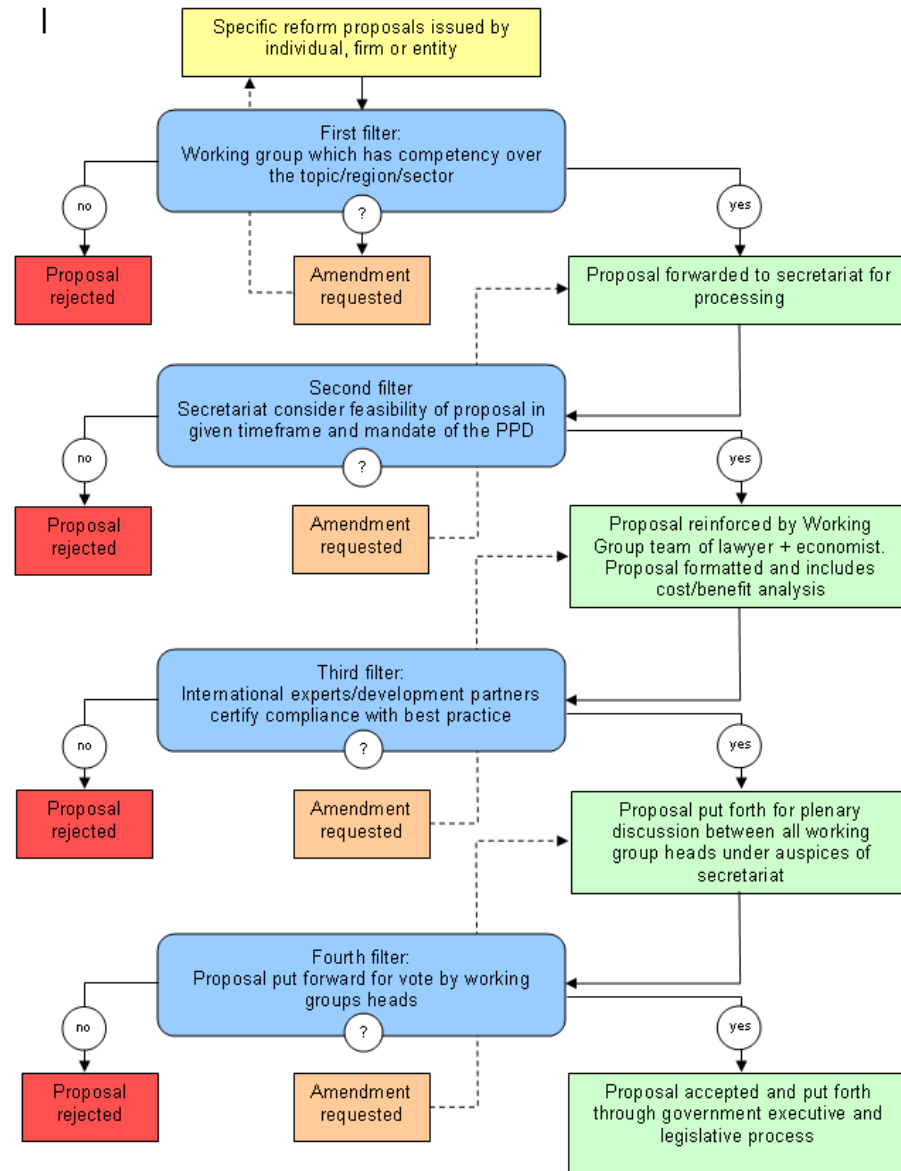 Specific reform proposals issued by
individual, firm or entity
First filter:
Working group which has competency over
the topic/region/sector
no
?
yes
Proposal
rejected
Amendment
requested
Proposal forwarded to secretariat for
processing
Second filter
Secretariat consider feasibility of proposal in
given timeframe and mandate of the PPD
no
?
yes
Proposal
rejected
Amendment
requested
Proposal reinforced by Working
Group team of lawyer + economist.
Proposal formatted and includes
cost/benefit analysis
Third filter:
International experts/development partners
certify compliance with best practice
no
?
yes
Proposal
rejected
Amendment
requested
Proposal put forth for plenary
discussion between all working
group heads under auspices of
secretariat
Fourth filter:
Proposal put forward for vote by working
groups heads
no
?
yes
Proposal
rejected
Amendment
requested
Proposal accepted and put forth
through government executive and
legislative process